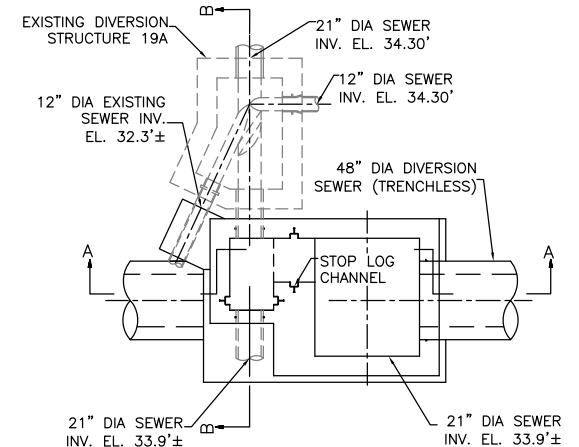 B
EXISTING DIVERSION
STRUCTURE 19A
21" DIA SEWER
INV. EL. 34.30'
12" DIA SEWER
INV. EL. 34.30'
12" DIA EXISTING
SEWER INV.
EL. 32.3'±
48" DIA DIVERSION
SEWER (TRENCHLESS)
A
A
STOP LOG
CHANNEL
B
21" DIA SEWER
INV. EL. 33.9'±
21" DIA SEWER
INV. EL. 33.9'±